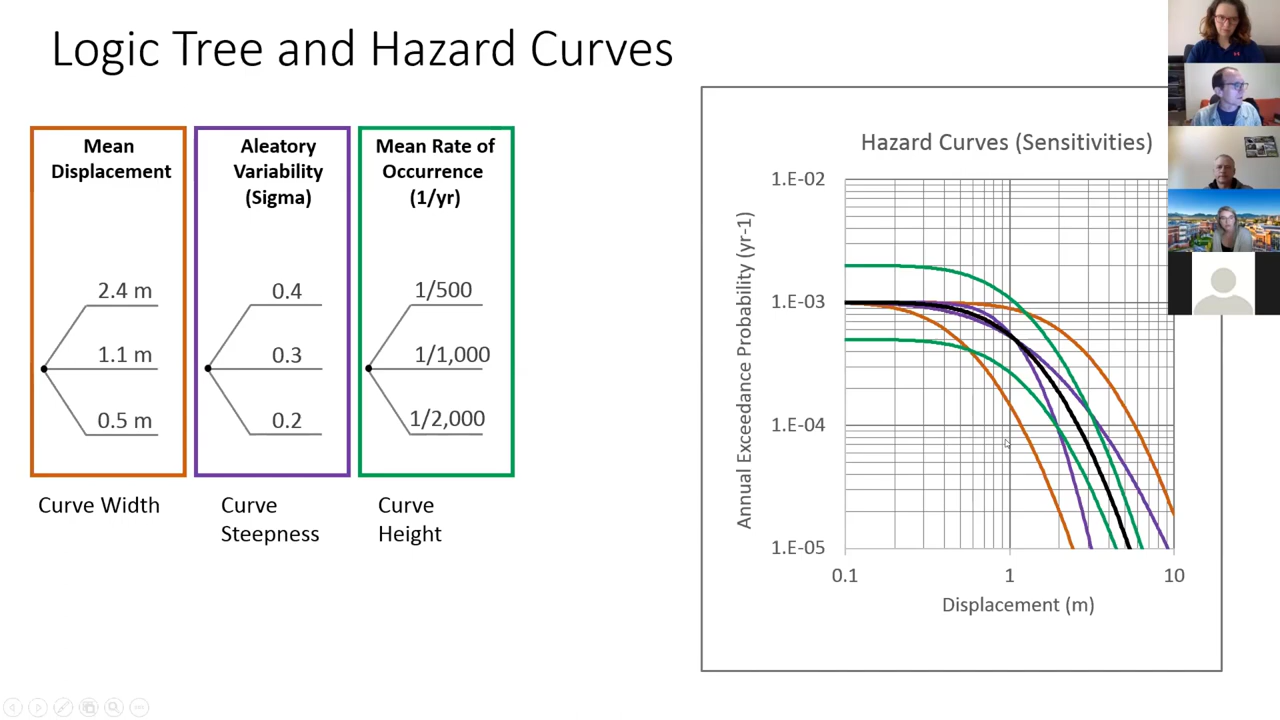 Logic Tree and Hazard Curves
Mean
Displacement
2.4 m
1.1 m
0.5 m
Curve Width
Aleatory
Variability
(Sigma)
0.4
0.3
0.2
Curve
Steepness
Mean Rate of
Occurrence
(1/yr)
1/500
1/1,000
1/2,000
Curve
Height
Hazard Curves (Sensitivities)
Annual Exceedance Probability (yr-1)
1.E-02
1.E-03
1.E-04
1.E-05
0.1
1
10
Displacement (m)